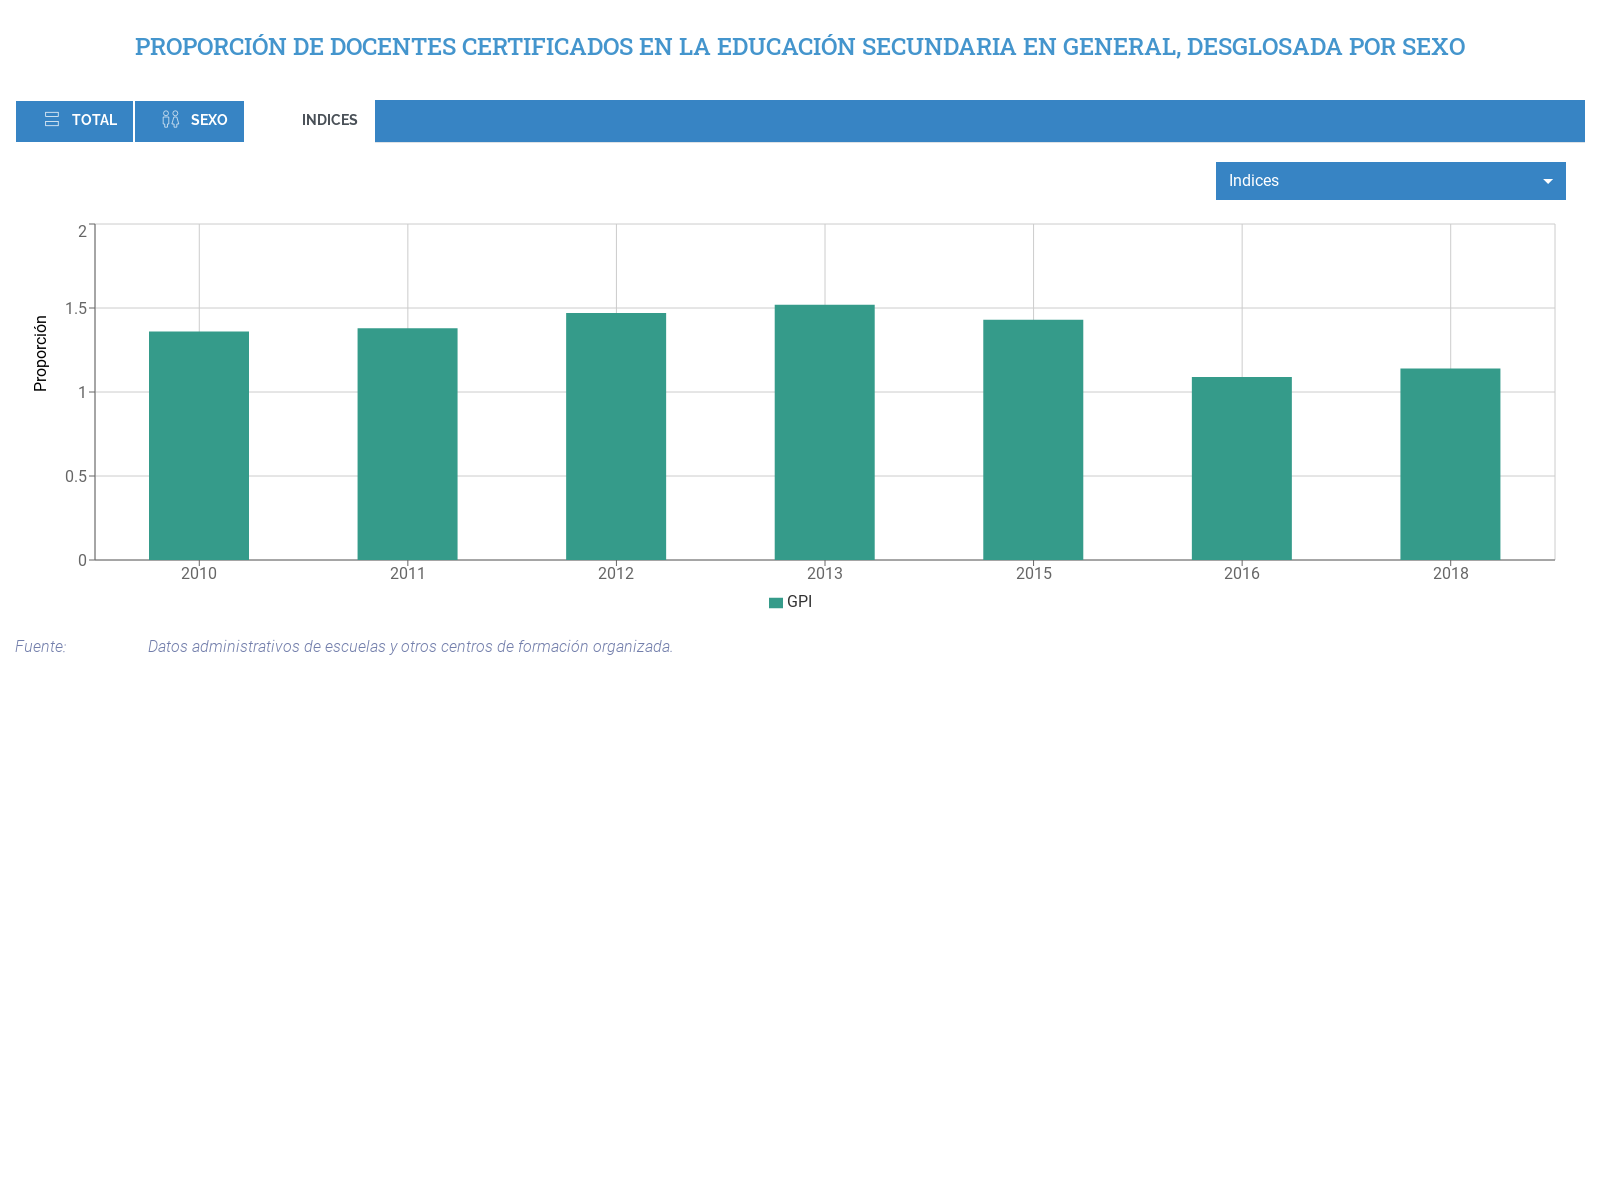 PROPORCIÓN DE DOCENTES CERTIFICADOS EN LA EDUCACIÓN SECUNDARIA EN GENERAL, DESGLOSADA POR SEXO
TOTAL SEXO INDICES
Indices
Proporción
2
1.5
1
0.5
0
2010 2011 2012 2013 2015 2016 2018
GPI
Fuente: Datos administrativos de escuelas y otros centros de formación organizada.